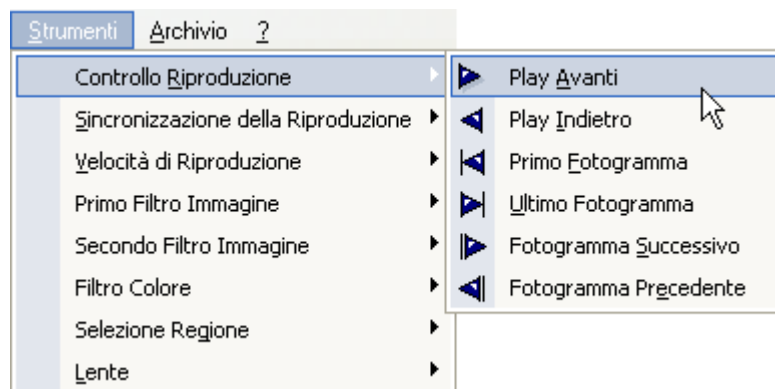 Strumenti Archivio ?
Controllo Riproduzione
Sincronizzazione della Riproduzione
Velocità di Riproduzione
Primo Filtro Immagine
Secondo Filtro Immagine
Filtro Colore
Selezione Regione
Lente
Play Avanti
Play Indietro
Primo Fotogramma
Ultimo Fotogramma
Fotogramma Successivo
Fotogramma Precedente